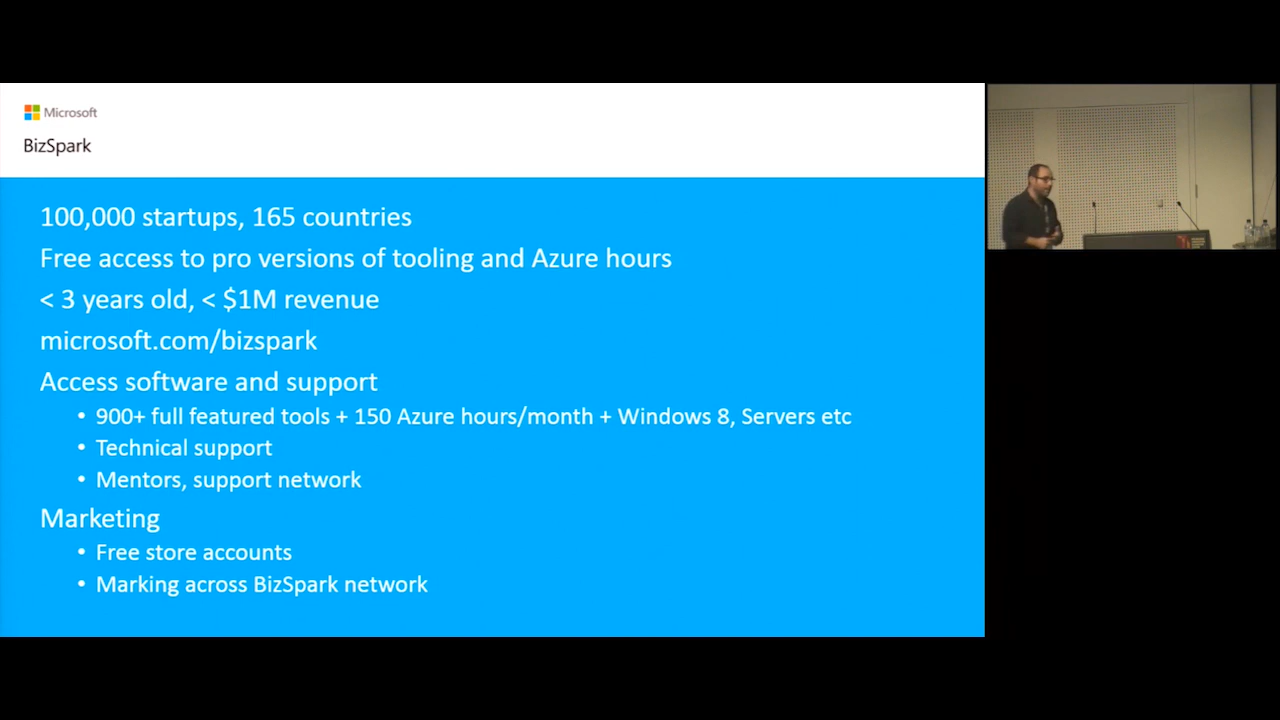 Microsoft
BizSpark
100,000 startups, 165 countries
Free access to pro versions of tooling and Azure hours
< 3 years old, < $1M revenue
microsoft.com/bizspark
Access software and support
• 900+ full featured tools + 150 Azure hours/month + Windows 8, Servers etc
• Technical support
• Mentors, support network
Marketing
• Free store accounts
• Marking across BizSpark network